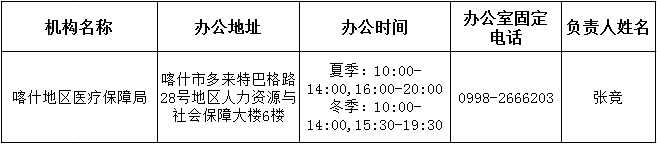 机构名称
办公地址
办公时间
办公室固定
电话
负责人姓名
喀什地区医疗保障局
喀什市多来特巴格路
28号地区人力资源与
社会保障大楼6楼
夏季：10:00-
14:00,16:00-20:00
冬季：10:00-
14:00,15:30-19:30
0998-2666203
张竞